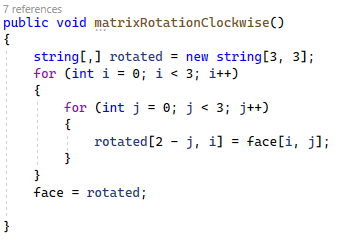 7 references
public void matrixRotationClockwise()
{
    string[,] rotated = new string[3, 3];
    for (int i = 0; i < 3; i++)
    {
        for (int j = 0; j < 3; j++)
        {
            rotated[2 - j, i] = face[i, j];
        }
    }
    face = rotated;

}